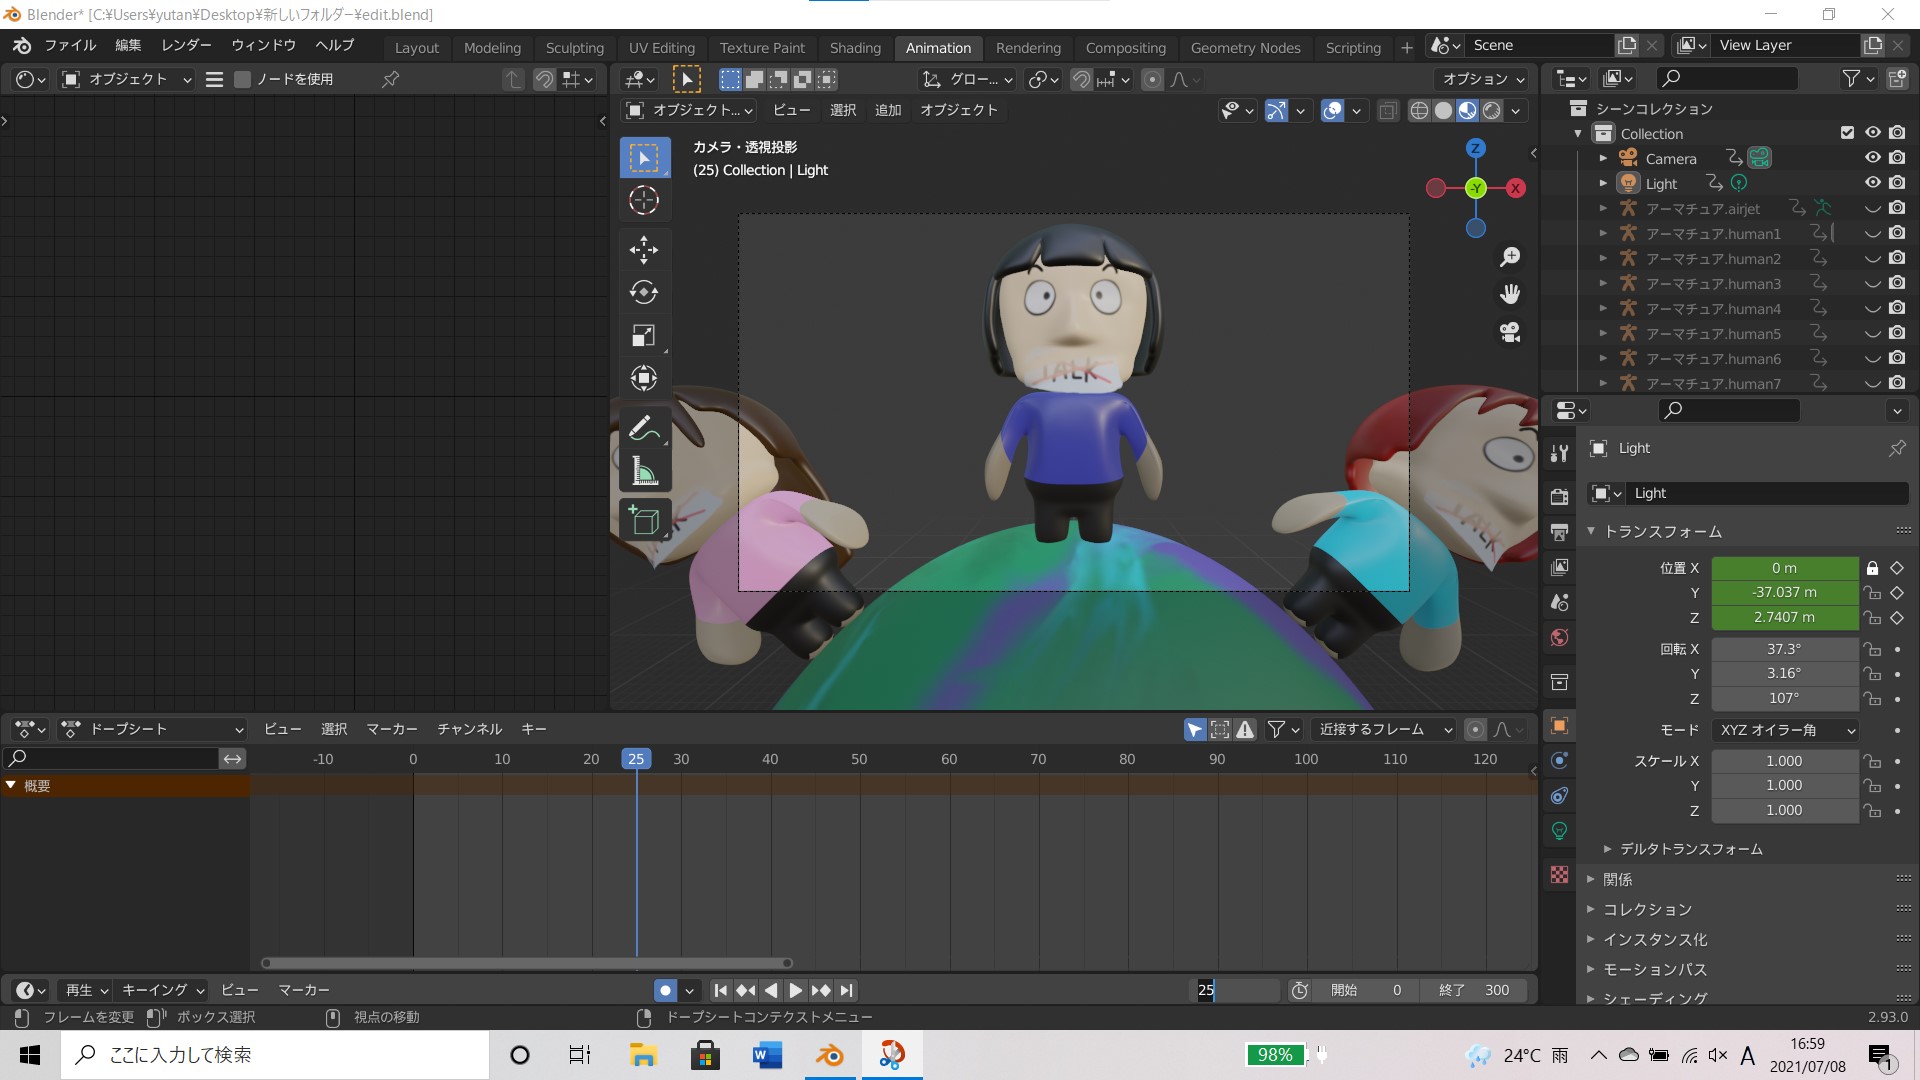 Blender* [C:¥Users¥yutan¥Desktop¥新しいフォルダー¥edit.blend]
ファイル 編集 レンダー ウィンドウ ヘルプ Layout Modeling Sculpting UV Editing Texture Paint Shading Animation Rendering Compositing Geometry Nodes Scripting + Scene View Layer
オブジェクト ノードを使用 グロー... オプション
オブジェクト... ビュー 選択 追加 オブジェクト
カメラ・透視投影
(25) Collection | Light
Z
-Y
X
TALK
シーンコレクション
Collection
Camera
Light
アーマチュア.airjet
アーマチュア.human1
アーマチュア.human2
アーマチュア.human3
アーマチュア.human4
アーマチュア.human5
アーマチュア.human6
アーマチュア.human7
Light
Light
トランスフォーム
位置 X 0 m
Y -37.037 m
Z 2.7407 m
回転 X 37.3°
Y 3.16°
Z 107°
モード XYZ オイラー角
スケール X 1.000
Y 1.000
Z 1.000
デルタトランスフォーム
関係
コレクション
インスタンス化
モーションパス
シェーディング
ドープシート ビュー 選択 マーカー チャンネル キー 近接するフレーム
-10 0 10 20 25 30 40 50 60 70 80 90 100 110 120
概要
再生 キーイング ビュー マーカー 25 開始 0 終了 300
フレームを変更 ボックス選択 視点の移動 ドープシートコンテクストメニュー 2.93.0
ここに入力して検索 98% 24°C 雨 A 16:59
2021/07/08
1